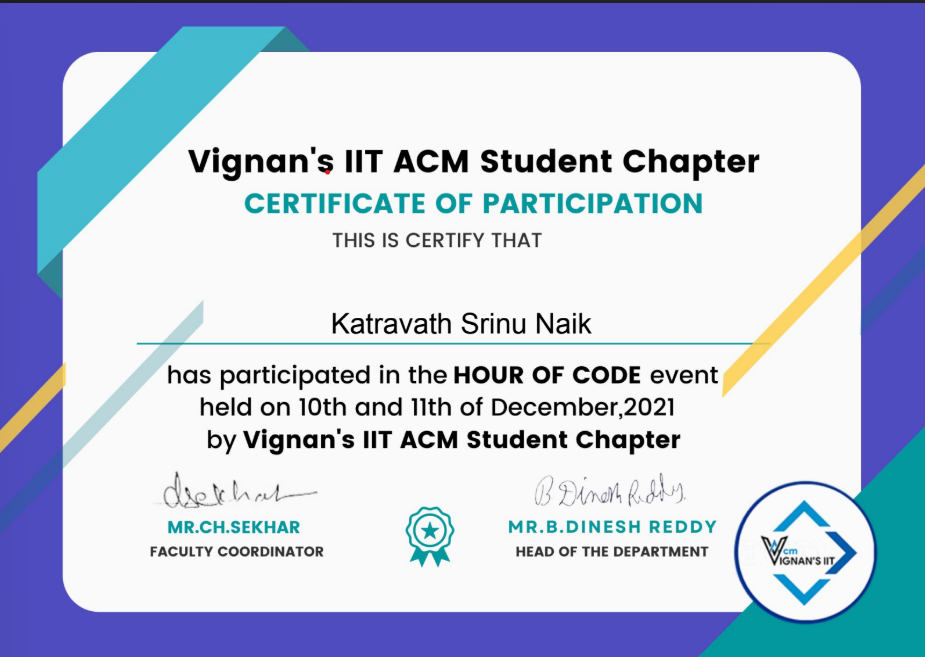 Vignan's IIT ACM Student Chapter
CERTIFICATE OF PARTICIPATION
THIS IS CERTIFY THAT
Katravath Srinu Naik
has participated in the HOUR OF CODE event
held on 10th and 11th of December,2021
by Vignan's IIT ACM Student Chapter
dsekhar
B Dinesh Reddy
MR.CH.SEKHAR
MR.B.DINESH REDDY
FACULTY COORDINATOR
HEAD OF THE DEPARTMENT
cm
VIGNAN'S IIT